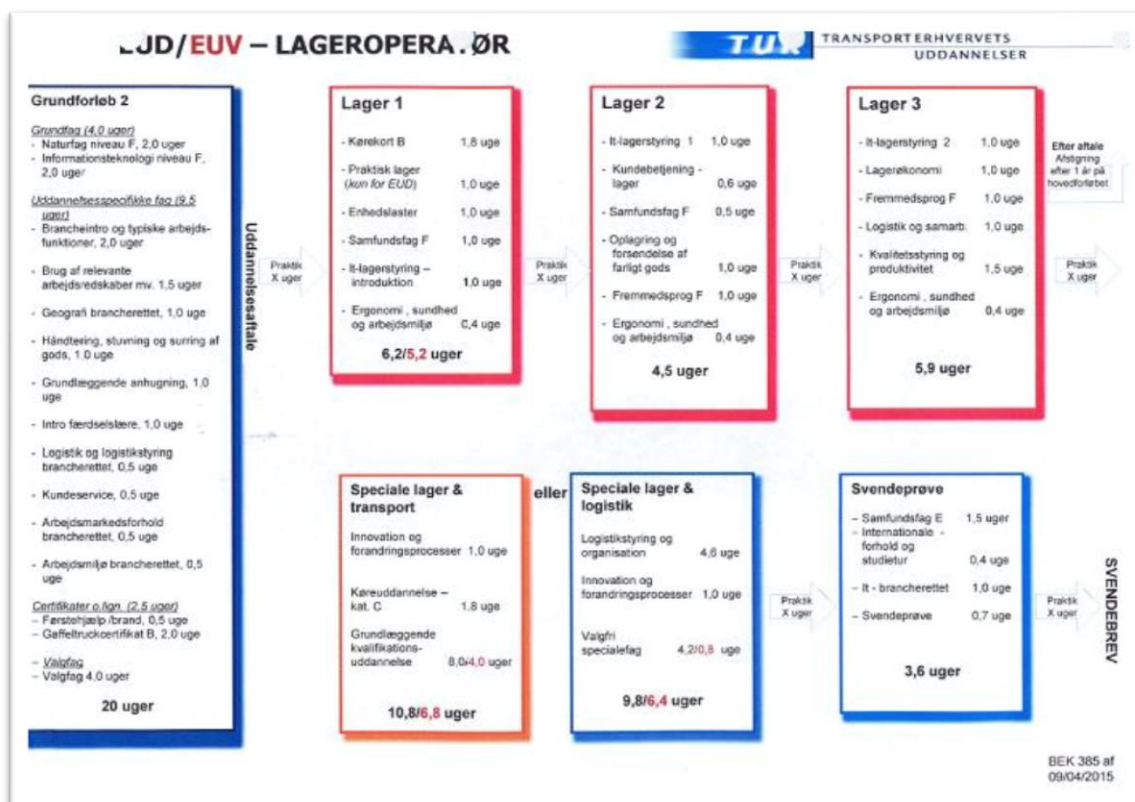 EUD/EUV – LAGEROPERATØR
TUR
TRANSPORTERHVERVETS
UDDANNELSER
Grundforløb 2
Grundfag (4,0 uger)
- Naturfag niveau F, 2,0 uger
- Informationsteknologi niveau F,
2,0 uger
Uddannelsesspecifikke fag (9,5
uger)
- Brancheintro og typiske arbejds-
funktioner, 2,0 uger
- Brug af relevante
arbejdsredskaber mv. 1,5 uger
- Geografi brancherettet, 1,0 uge
- Håndtering, stuvning og surring af
gods, 1.0 uge
- Grundlæggende anhugning, 1,0
uge
- Intro færdselslære, 1,0 uge
- Logistik og logistikstyring
brancherettet, 0,5 uge
- Kundeservice, 0,5 uge
- Arbejdsmarkedsforhold
brancherettet, 0,5 uge
- Arbejdsmiljø brancherettet, 0,5
uge
Certifikater o.lign. (2,5 uger)
– Førstehjælp /brand, 0,5 uge
– Gaffeltruckcertifikat B, 2,0 uge
– Valgfag
– Valgfag 4,0 uger
20 uger
Uddannelsesaftale
Praktik
X uger
Lager 1
- Kørekort B 1,8 uge
- Praktisk lager
(kun for EUD) 1,0 uge
- Enhedslaster 1,0 uge
- Samfundsfag F 1,0 uge
- It-lagerstyring –
introduktion 1,0 uge
- Ergonomi , sundhed
og arbejdsmiljø 0,4 uge
6,2/5,2 uger
Praktik
X uger
Lager 2
- It-lagerstyring 1 1,0 uge
- Kundebetjening -
lager 0,6 uge
- Samfundsfag F 0,5 uge
- Oplagring og
forsendelse af
farligt gods 1,0 uge
- Fremmedsprog F 1,0 uge
- Ergonomi , sundhed
og arbejdsmiljø 0,4 uge
4,5 uger
Praktik
X uger
Lager 3
- It-lagerstyring 2 1,0 uge
- Lagerøkonomi 1,0 uge
- Fremmedsprog F 1,0 uge
- Logistik og samarb. 1,0 uge
- Kvalitetsstyring og
produktivitet 1,5 uge
- Ergonomi , sundhed
og arbejdsmiljø 0,4 uge
5,9 uger
Efter aftale
Afstigning
efter 1 år på
hovedforløbet
Praktik
X uger
Speciale lager &
transport
Innovation og
forandringsprocesser 1,0 uge
Køreuddannelse –
kat. C 1,8 uge
Grundlæggende
kvalifikations-
uddannelse 8,0/4,0 uger
10,8/6,8 uger
eller
Speciale lager &
logistik
Logistikstyring og
organisation 4,6 uge
Innovation og
forandringsprocesser 1,0 uge
Valgfri
specialefag 4,2/0,8 uge
9,8/6,4 uger
Praktik
X uger
Svendeprøve
– Samfundsfag E 1,5 uger
– Internationale -
forhold og
studietur 0,4 uge
– It - brancherettet 1,0 uge
– Svendeprøve 0,7 uge
3,6 uger
Praktik
X uger
SVENDEBREV
BEK 385 af
09/04/2015